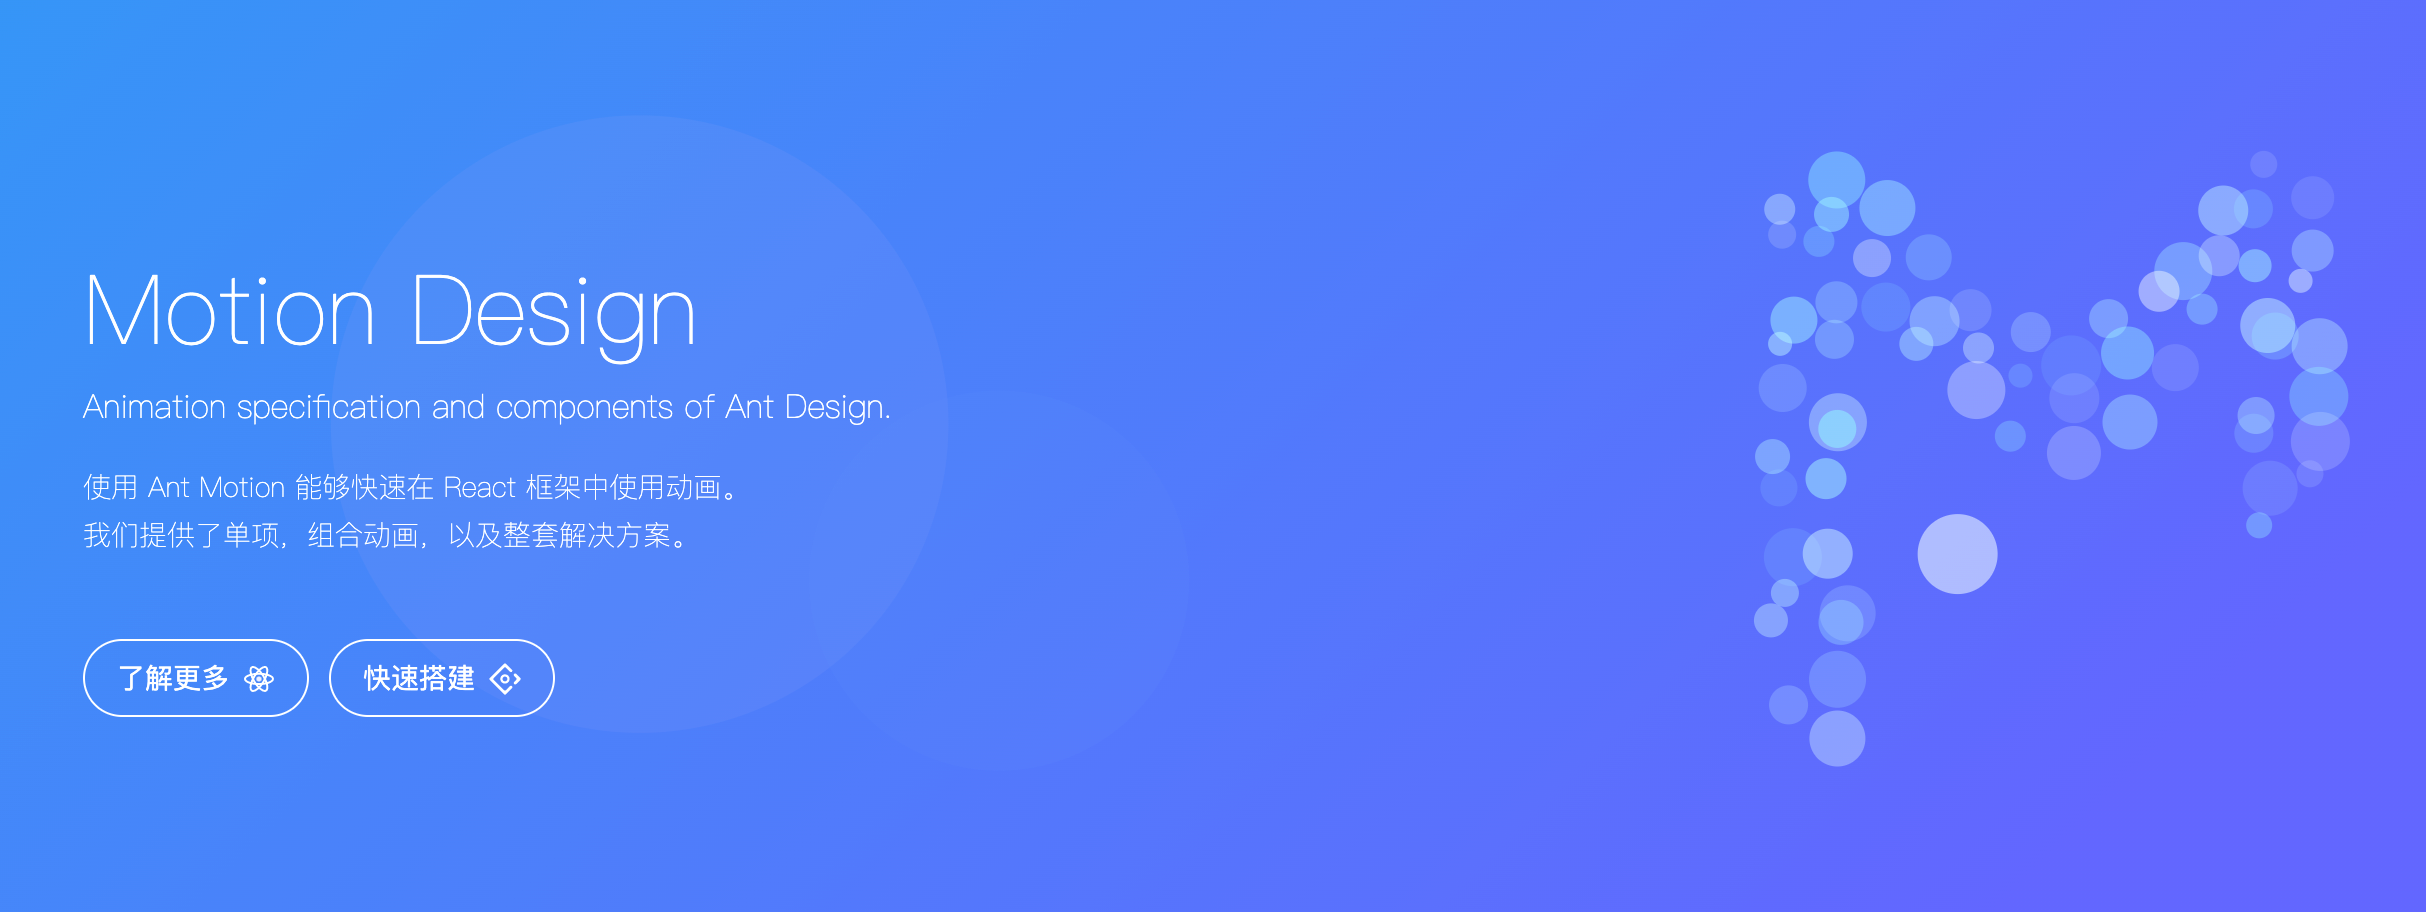 Motion Design
Animation specification and components of Ant Design.
使用 Ant Motion 能够快速在 React 框架中使用动画。
我们提供了单项，组合动画，以及整套解决方案。
了解更多
快速搭建